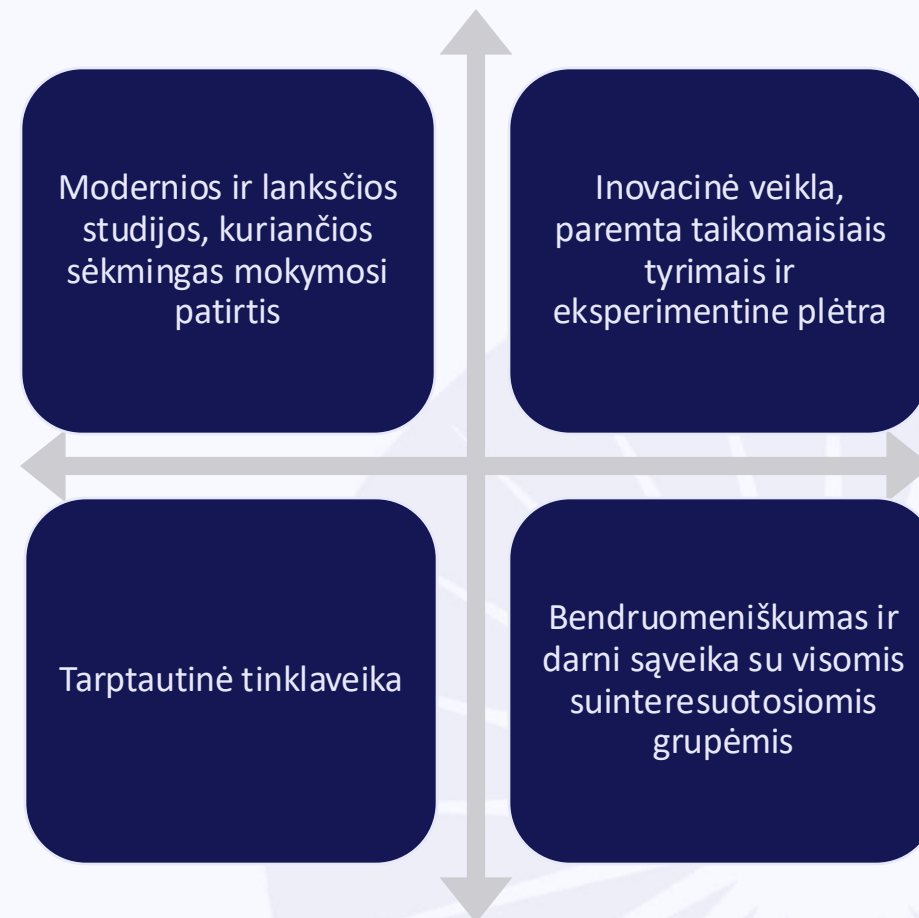 Modernios ir lanksčios
studijos, kuriančios
sėkmingas mokymosi
patirtis
Inovacinė veikla,
paremta taikomaisiais
tyrimais ir
eksperimentine plėtra
Tarptautinė tinklaveika
Bendruomeniškumas ir
darni sąveika su visomis
suinteresuotosiomis
grupėmis